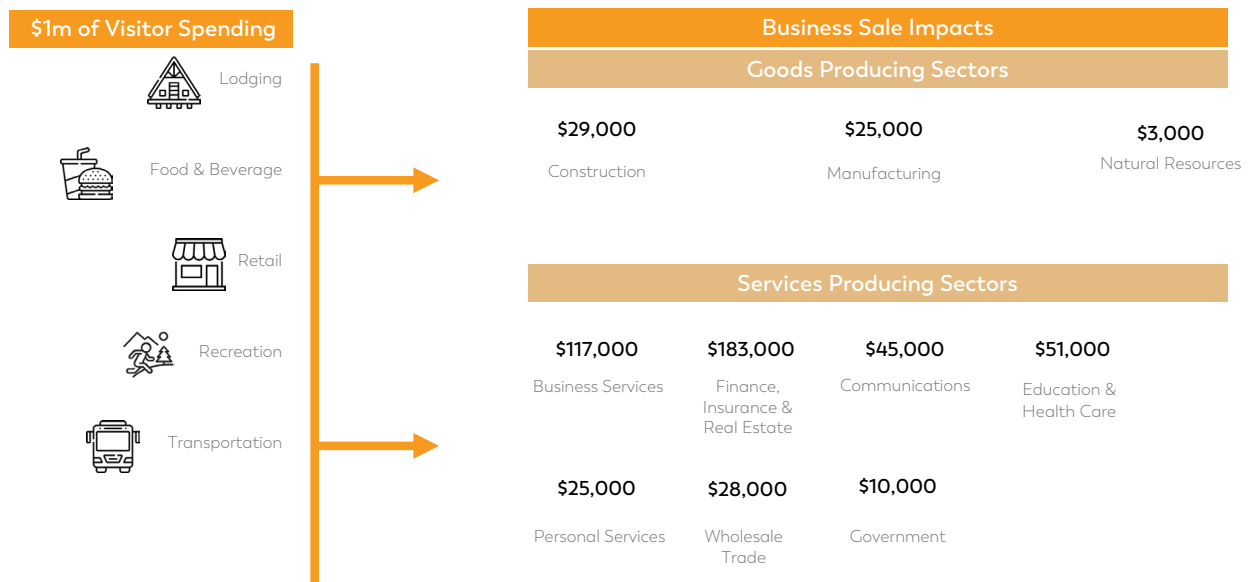 $1m of Visitor Spending
Lodging
Food & Beverage
Retail
Recreation
Transportation
Business Sale Impacts
Goods Producing Sectors
$29,000
Construction
$25,000
Manufacturing
$3,000
Natural Resources
Services Producing Sectors
$117,000
Business Services
$183,000
Finance,
Insurance &
Real Estate
$45,000
Communications
$51,000
Education &
Health Care
$25,000
Personal Services
$28,000
Wholesale
Trade
$10,000
Government